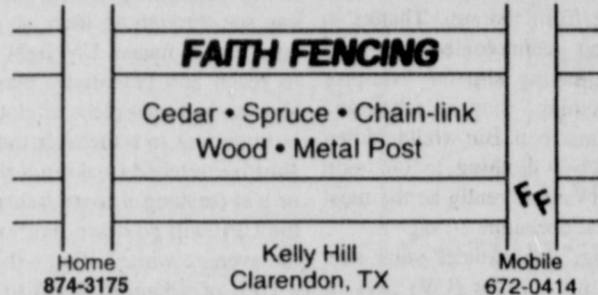 FAITH FENCING
Cedar • Spruce • Chain-link
Wood • Metal Post
FF
Home
874-3175
Kelly Hill
Clarendon, TX
Mobile
672-0414